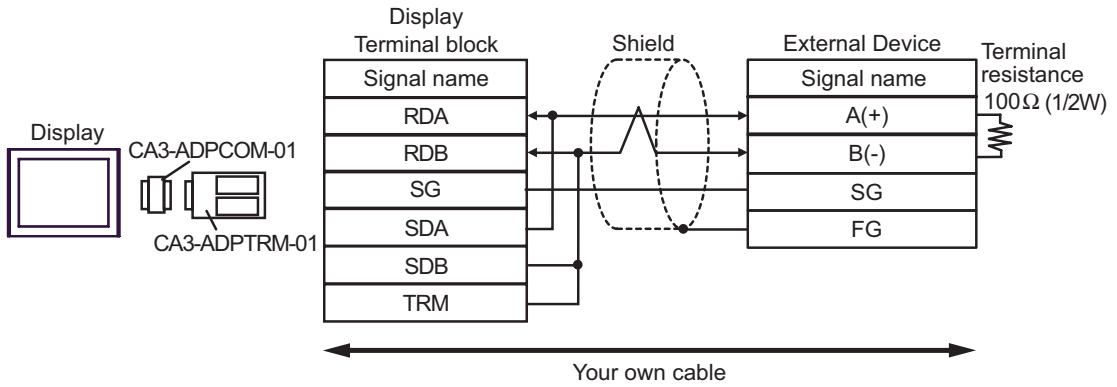 Display
CA3-ADPCOM-01
CA3-ADPTRM-01
Display
Terminal block
Signal name
RDA
RDB
SG
SDA
SDB
TRM
Shield
External Device
Signal name
A(+)
B(-)
SG
FG
Terminal
resistance
100Ω (1/2W)
Your own cable